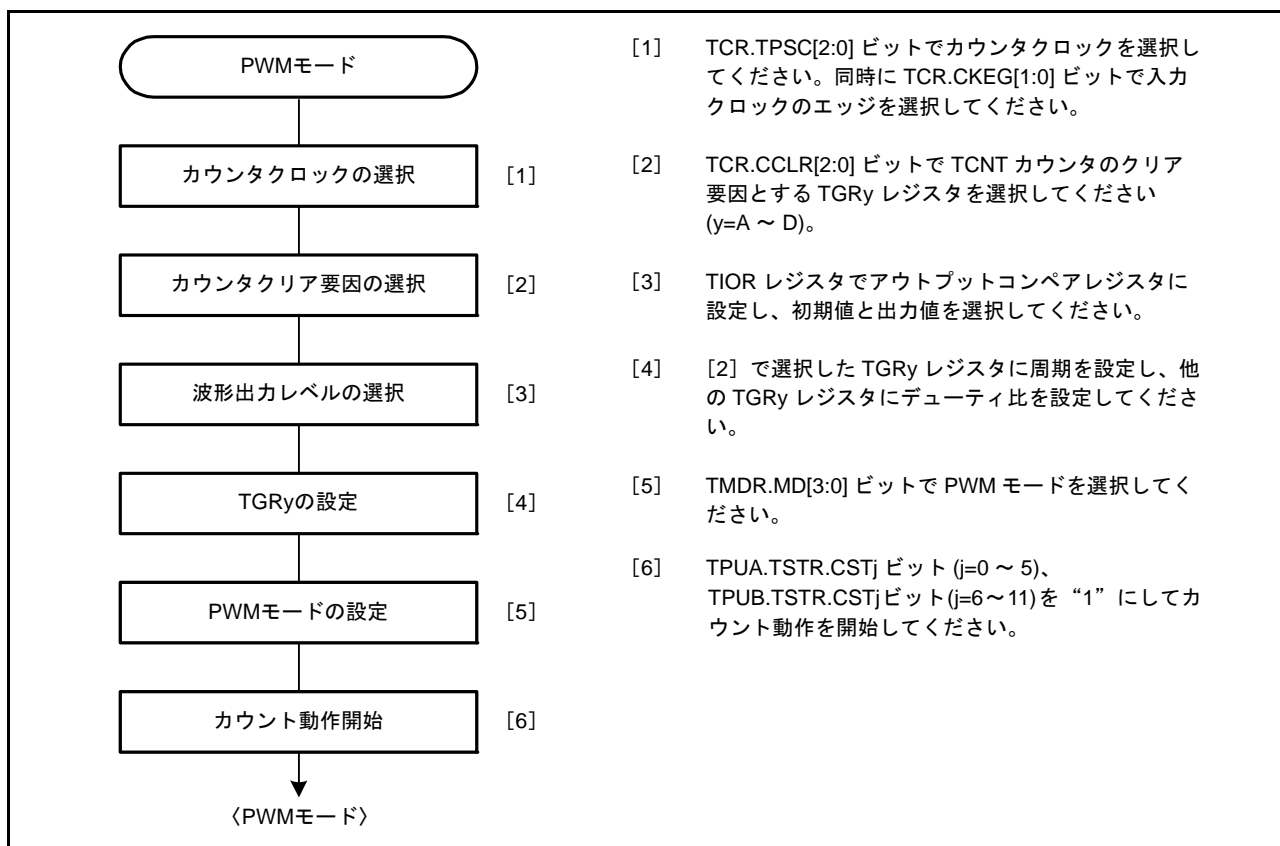 PWMモード
カウンタクロックの選択 [1]
カウンタクリア要因の選択 [2]
波形出力レベルの選択 [3]
TGRyの設定 [4]
PWMモードの設定 [5]
カウント動作開始 [6]
〈PWMモード〉
[1] TCR.TPSC[2:0] ビットでカウンタクロックを選択し
てください。同時に TCR.CKEG[1:0] ビットで入力
クロックのエッジを選択してください。
[2] TCR.CCLR[2:0] ビットで TCNT カウンタのクリア
要因とする TGRy レジスタを選択してください
(y=A ～ D)。
[3] TIOR レジスタでアウトプットコンペアレジスタに
設定し、初期値と出力値を選択してください。
[4] [2]で選択した TGRy レジスタに周期を設定し、他
の TGRy レジスタにデューティ比を設定してくださ
い。
[5] TMDR.MD[3:0] ビットで PWM モードを選択してく
ださい。
[6] TPUA.TSTR.CSTj ビット (j=0 ～ 5)、
TPUB.TSTR.CSTjビット(j=6～11)を“1”にしてカ
ウント動作を開始してください。